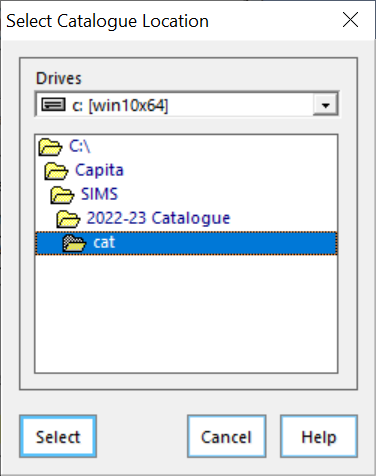 Select Catalogue Location
Drives
c: [win10x64]
C:\
Capita
SIMS
2022-23 Catalogue
cat
Select
Cancel
Help